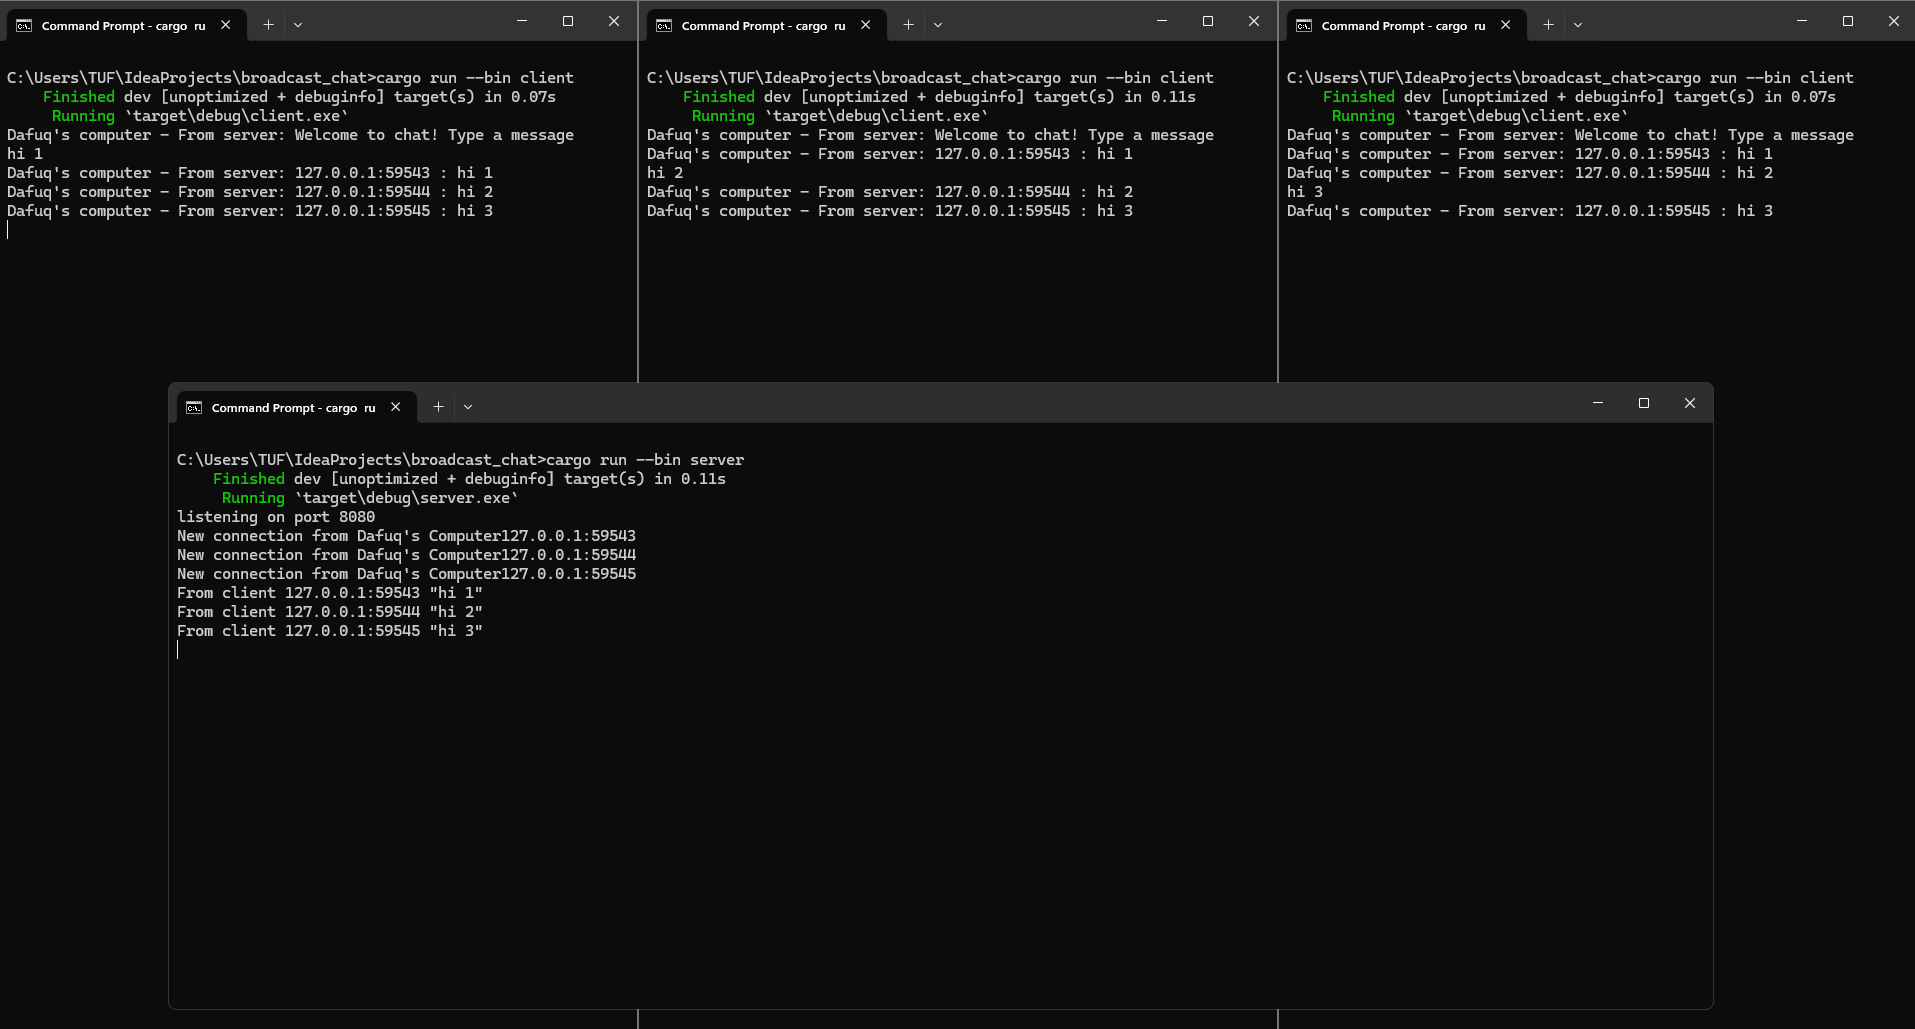 Command Prompt - cargo  ru
C:\Users\TUF\IdeaProjects\broadcast_chat>cargo run --bin client
Finished dev [unoptimized + debuginfo] target(s) in 0.07s
Running `target\debug\client.exe`
Dafuq's computer - From server: Welcome to chat! Type a message
hi 1
Dafuq's computer - From server: 127.0.0.1:59543 : hi 1
Dafuq's computer - From server: 127.0.0.1:59544 : hi 2
Dafuq's computer - From server: 127.0.0.1:59545 : hi 3
Command Prompt - cargo  ru
C:\Users\TUF\IdeaProjects\broadcast_chat>cargo run --bin client
Finished dev [unoptimized + debuginfo] target(s) in 0.11s
Running `target\debug\client.exe`
Dafuq's computer - From server: Welcome to chat! Type a message
Dafuq's computer - From server: 127.0.0.1:59543 : hi 1
hi 2
Dafuq's computer - From server: 127.0.0.1:59544 : hi 2
Dafuq's computer - From server: 127.0.0.1:59545 : hi 3
Command Prompt - cargo  ru
C:\Users\TUF\IdeaProjects\broadcast_chat>cargo run --bin client
Finished dev [unoptimized + debuginfo] target(s) in 0.07s
Running `target\debug\client.exe`
Dafuq's computer - From server: Welcome to chat! Type a message
Dafuq's computer - From server: 127.0.0.1:59543 : hi 1
Dafuq's computer - From server: 127.0.0.1:59544 : hi 2
hi 3
Dafuq's computer - From server: 127.0.0.1:59545 : hi 3
Command Prompt - cargo  ru
C:\Users\TUF\IdeaProjects\broadcast_chat>cargo run --bin server
Finished dev [unoptimized + debuginfo] target(s) in 0.11s
Running `target\debug\server.exe`
listening on port 8080
New connection from Dafuq's Computer127.0.0.1:59543
New connection from Dafuq's Computer127.0.0.1:59544
New connection from Dafuq's Computer127.0.0.1:59545
From client 127.0.0.1:59543 "hi 1"
From client 127.0.0.1:59544 "hi 2"
From client 127.0.0.1:59545 "hi 3"